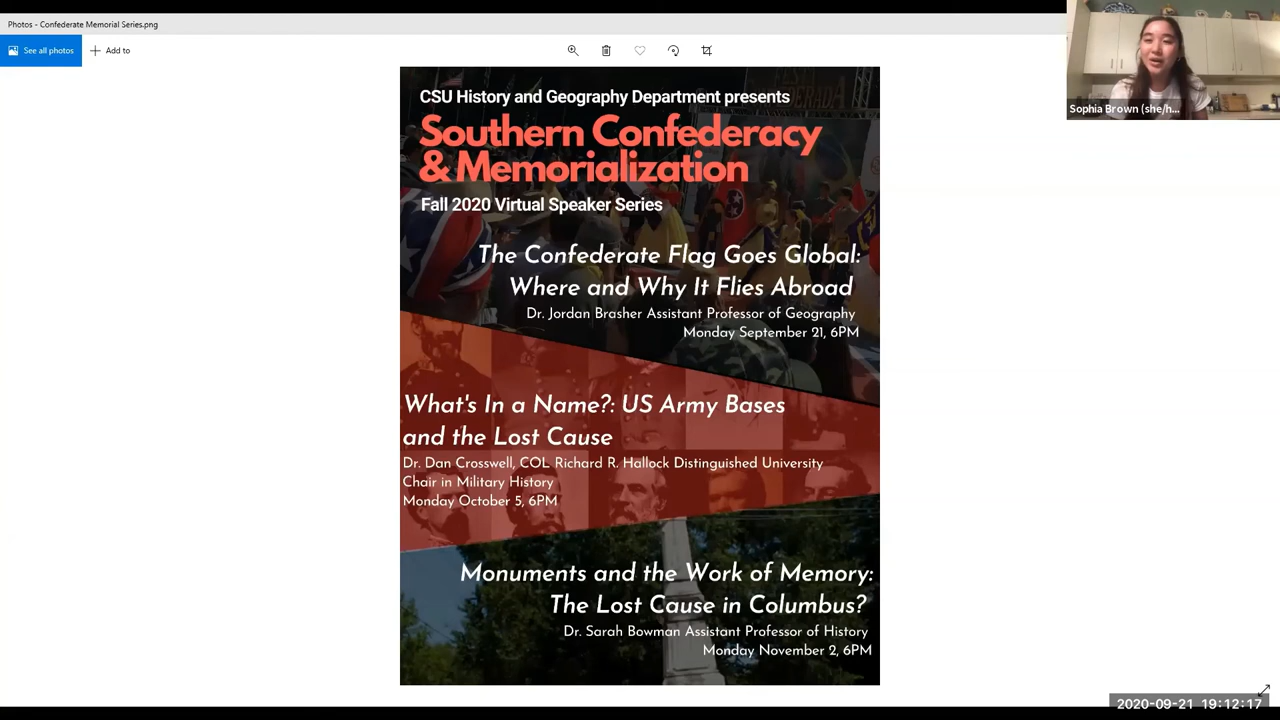 Photos - Confederate Memorial Series.png
See all photos
Add to
Sophia Brown (she/h...
CSU History and Geography Department presents
Southern Confederacy
& Memorialization
Fall 2020 Virtual Speaker Series
The Confederate Flag Goes Global:
Where and Why It Flies Abroad
Dr. Jordan Brasher Assistant Professor of Geography
Monday September 21, 6PM
What's In a Name?: US Army Bases
and the Lost Cause
Dr. Dan Crosswell, COL Richard R. Hallock Distinguished University
Chair in Military History
Monday October 5, 6PM
Monuments and the Work of Memory:
The Lost Cause in Columbus?
Dr. Sarah Bowman Assistant Professor of History
Monday November 2, 6PM
2020-09-21 19:12:17